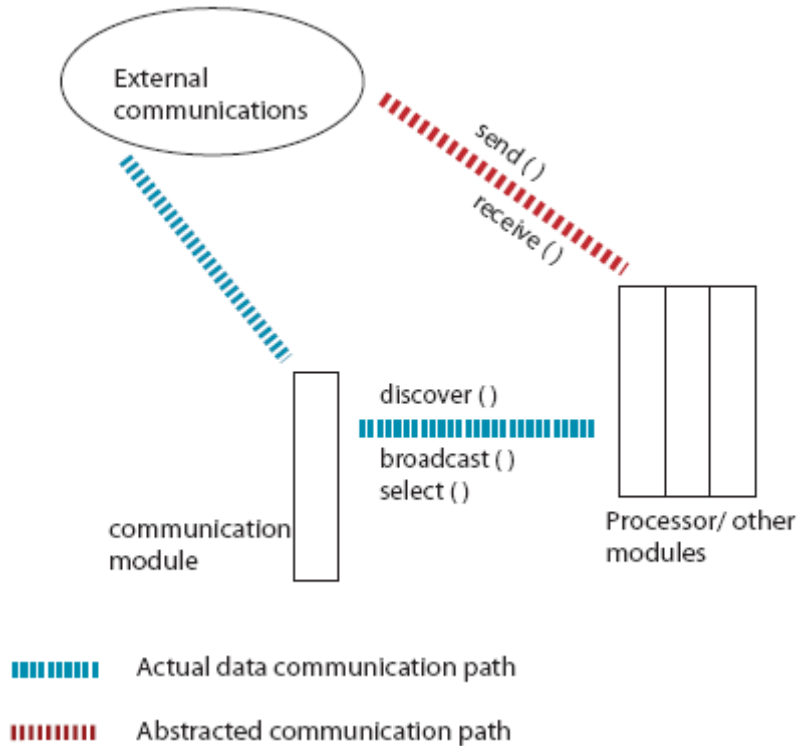 External
communications
send ( )
receive ( )
discover ( )
broadcast ( )
select ( )
communication
module
Processor/ other
modules
Actual data communication path
Abstracted communication path